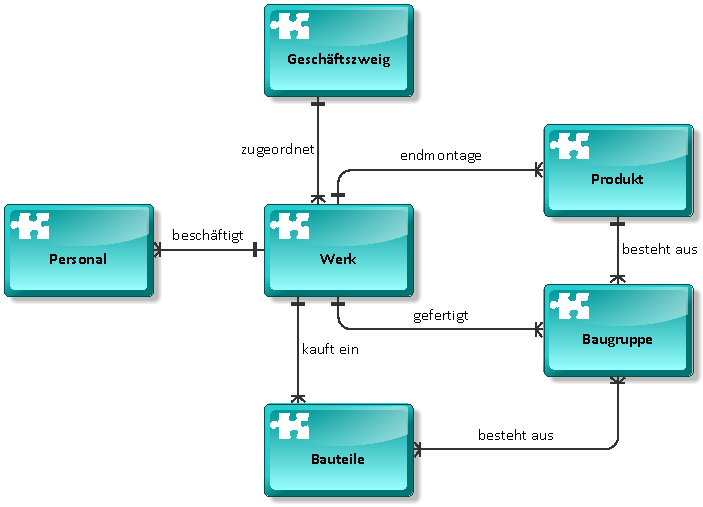 Geschäftszweig
zugeordnet
endmontage
Produkt
beschäftigt
besteht aus
Personal
Werk
gefertigt
Baugruppe
kauft ein
besteht aus
Bauteile